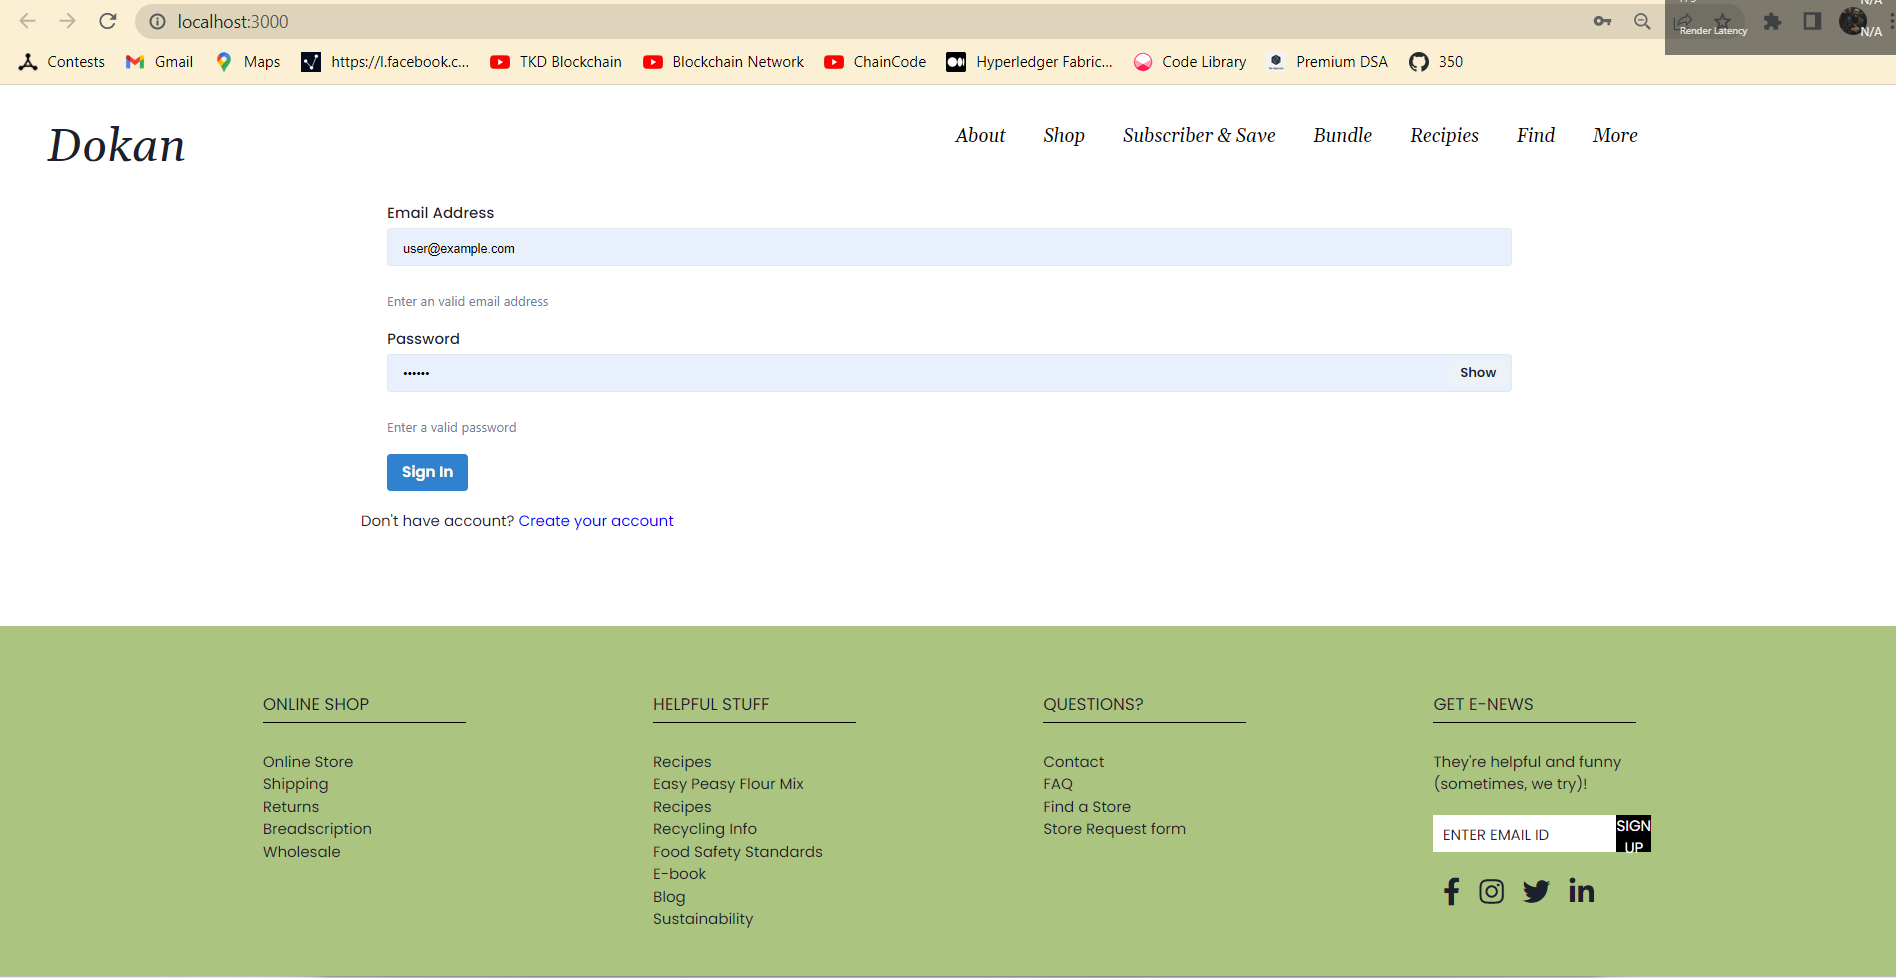 localhost:3000
N/A
Render Latency
N/A
Contests Gmail Maps https://l.facebook.c... TKD Blockchain Blockchain Network ChainCode Hyperledger Fabric... Code Library Premium DSA 350
Dokan
About Shop Subscriber & Save Bundle Recipies Find More
Email Address
user@example.com
Enter an valid email address
Password
••••••
Show
Enter a valid password
Sign In
Don't have account? Create your account
ONLINE SHOP
Online Store
Shipping
Returns
Breadscription
Wholesale
HELPFUL STUFF
Recipes
Easy Peasy Flour Mix
Recipes
Recycling Info
Food Safety Standards
E-book
Blog
Sustainability
QUESTIONS?
Contact
FAQ
Find a Store
Store Request form
GET E-NEWS
They're helpful and funny
(sometimes, we try)!
ENTER EMAIL ID
SIGN
UP